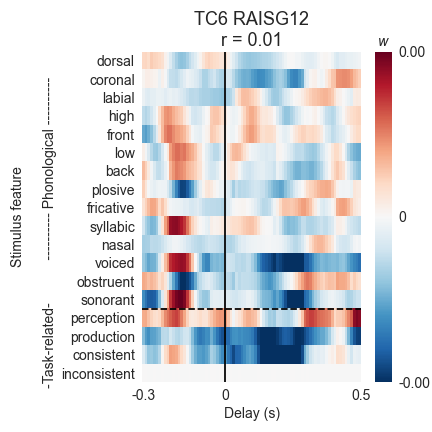 TC6 RAISG12
r = 0.01
w
dorsal
coronal
labial
high
front
low
back
plosive
fricative
syllabic
nasal
voiced
obstruent
sonorant
perception
production
consistent
inconsistent
Stimulus feature
-Task-related- ---------- Phonological ----------
0.00
0
-0.00
-0.3
0
0.5
Delay (s)